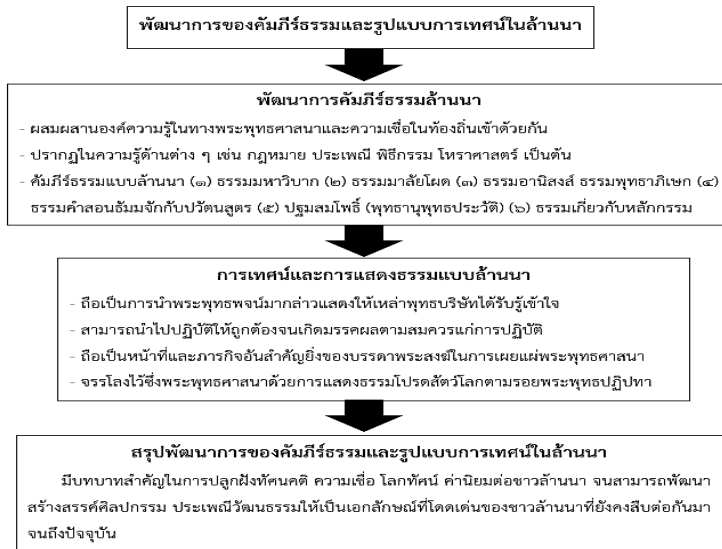 พัฒนาการของคัมภีร์ธรรมและรูปแบบการเทศน์ในล้านนา
พัฒนาการคัมภีร์ธรรมล้านนา
- ผสมผสานองค์ความรู้ในทางพระพุทธศาสนาและความเชื่อในท้องถิ่นเข้าด้วยกัน
- ปรากฏในความรู้ด้านต่าง ๆ เช่น กฎหมาย ประเพณี พิธีกรรม โหราศาสตร์ เป็นต้น
- คัมภีร์ธรรมแบบล้านนา (๑) ธรรมมหาวิบาก (๒) ธรรมมาลัยโผด (๓) ธรรมอานิสงส์ ธรรมพุทธาภิเษก (๔)
ธรรมคำสอนธัมมจักกัปปวัตนสูตร (๕) ปฐมสมโพธิ์ (พุทธานุพุทธประวัติ) (๖) ธรรมเกี่ยวกับหลักกรรม
การเทศน์และการแสดงธรรมแบบล้านนา
- ถือเป็นการนำพระพุทธพจน์มากล่าวแสดงให้เหล่าพุทธบริษัทได้รับรู้เข้าใจ
- สามารถนำไปปฏิบัติให้ถูกต้องจนเกิดมรรคผลตามสมควรแก่การปฏิบัติ
- ถือเป็นหน้าที่และภารกิจอันสำคัญยิ่งของบรรดาพระสงฆ์ในการเผยแผ่พระพุทธศาสนา
- จรรโลงไว้ซึ่งพระพุทธศาสนาด้วยการแสดงธรรมโปรดสัตว์โลกตามรอยพระพุทธปฏิปทา
สรุปพัฒนาการของคัมภีร์ธรรมและรูปแบบการเทศน์ในล้านนา
มีบทบาทสำคัญในการปลูกฝังทัศนคติ ความเชื่อ โลกทัศน์ ค่านิยมต่อชาวล้านนา จนสามารถพัฒนา
สร้างสรรค์ศิลปกรรม ประเพณีวัฒนธรรมให้เป็นเอกลักษณ์ที่โดดเด่นของชาวล้านนาที่ยังคงสืบต่อกันมา
จนถึงปัจจุบัน